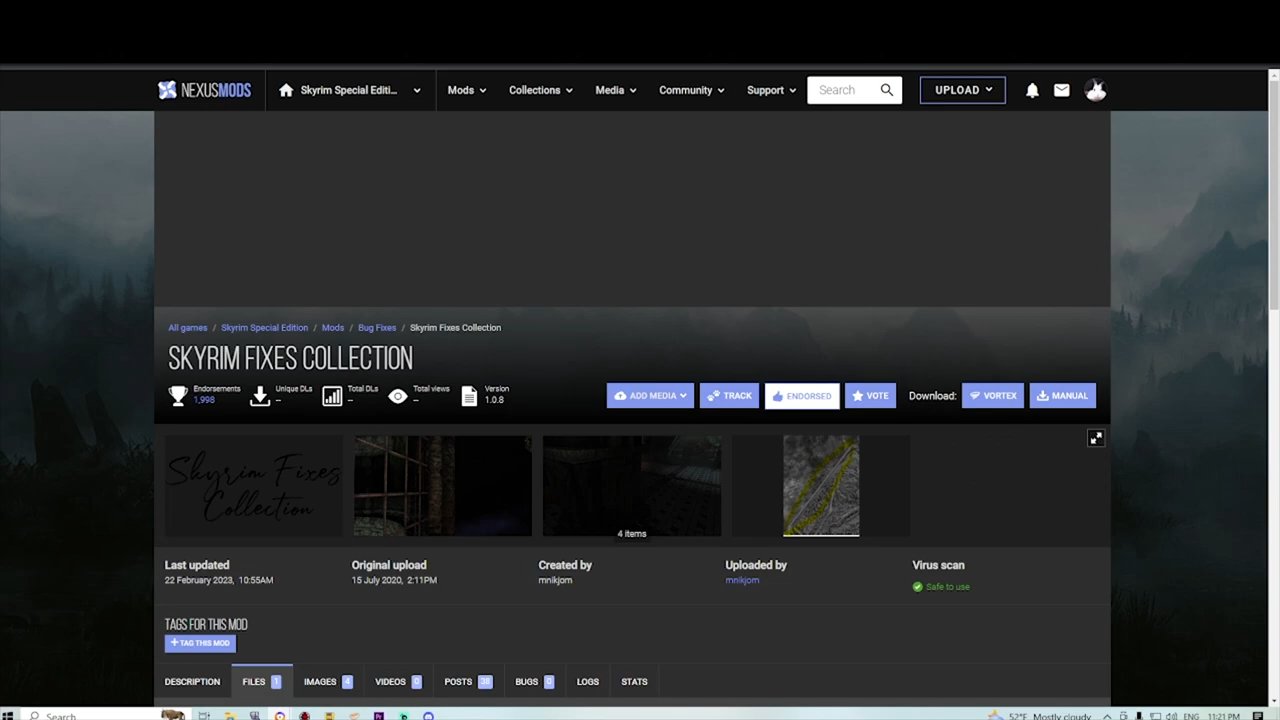 NEXUSMODS Skyrim Special Editi... Mods Collections Media Community Support Search UPLOAD
All games / Skyrim Special Edition / Mods / Bug Fixes / Skyrim Fixes Collection
SKYRIM FIXES COLLECTION
Endorsements Unique DLs Total DLs Total views Version
1,998 -- -- -- 1.0.8
ADD MEDIA TRACK ENDORSED VOTE Download: VORTEX MANUAL
Skyrim Fixes
Collection
4 items
Last updated Original upload Created by Uploaded by Virus scan
22 February 2023, 10:55AM 15 July 2020, 2:11PM mnikjom mnikjom Safe to use
TAGS FOR THIS MOD
+ TAG THIS MOD
DESCRIPTION FILES 1 IMAGES 4 VIDEOS 0 POSTS 38 BUGS 0 LOGS STATS
Search 52°F Mostly cloudy ENG 11:21 PM